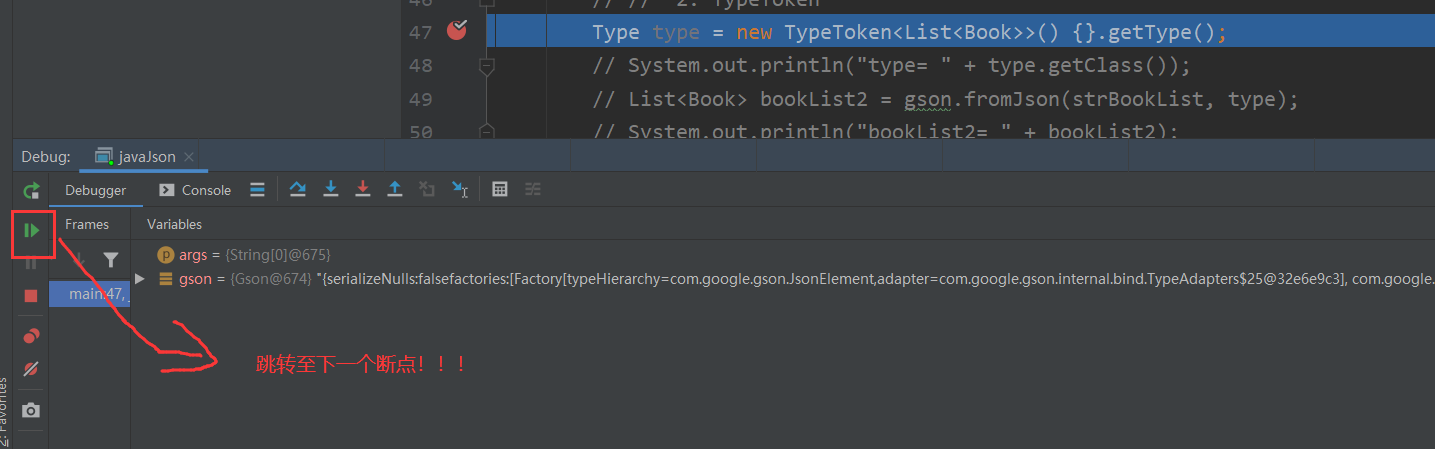 46 // // 2. TypeToken
47 Type type = new TypeToken<List<Book>>() {}.getType();
48 // System.out.println("type= " + type.getClass());
49 // List<Book> bookList2 = gson.fromJson(strBookList, type);
50 // System.out.println("bookList2= " + bookList2);
Debug: javaJson
Debugger Console
Frames Variables
args = {String[0]@675}
gson = {Gson@674} "{serializeNulls:falsefactories:[Factory[typeHierarchy=com.google.gson.JsonElement,adapter=com.google.gson.internal.bind.TypeAdapters$25@32e6e9c3], com.google.
main:47,
跳转至下一个断点！！！
2: Favorites